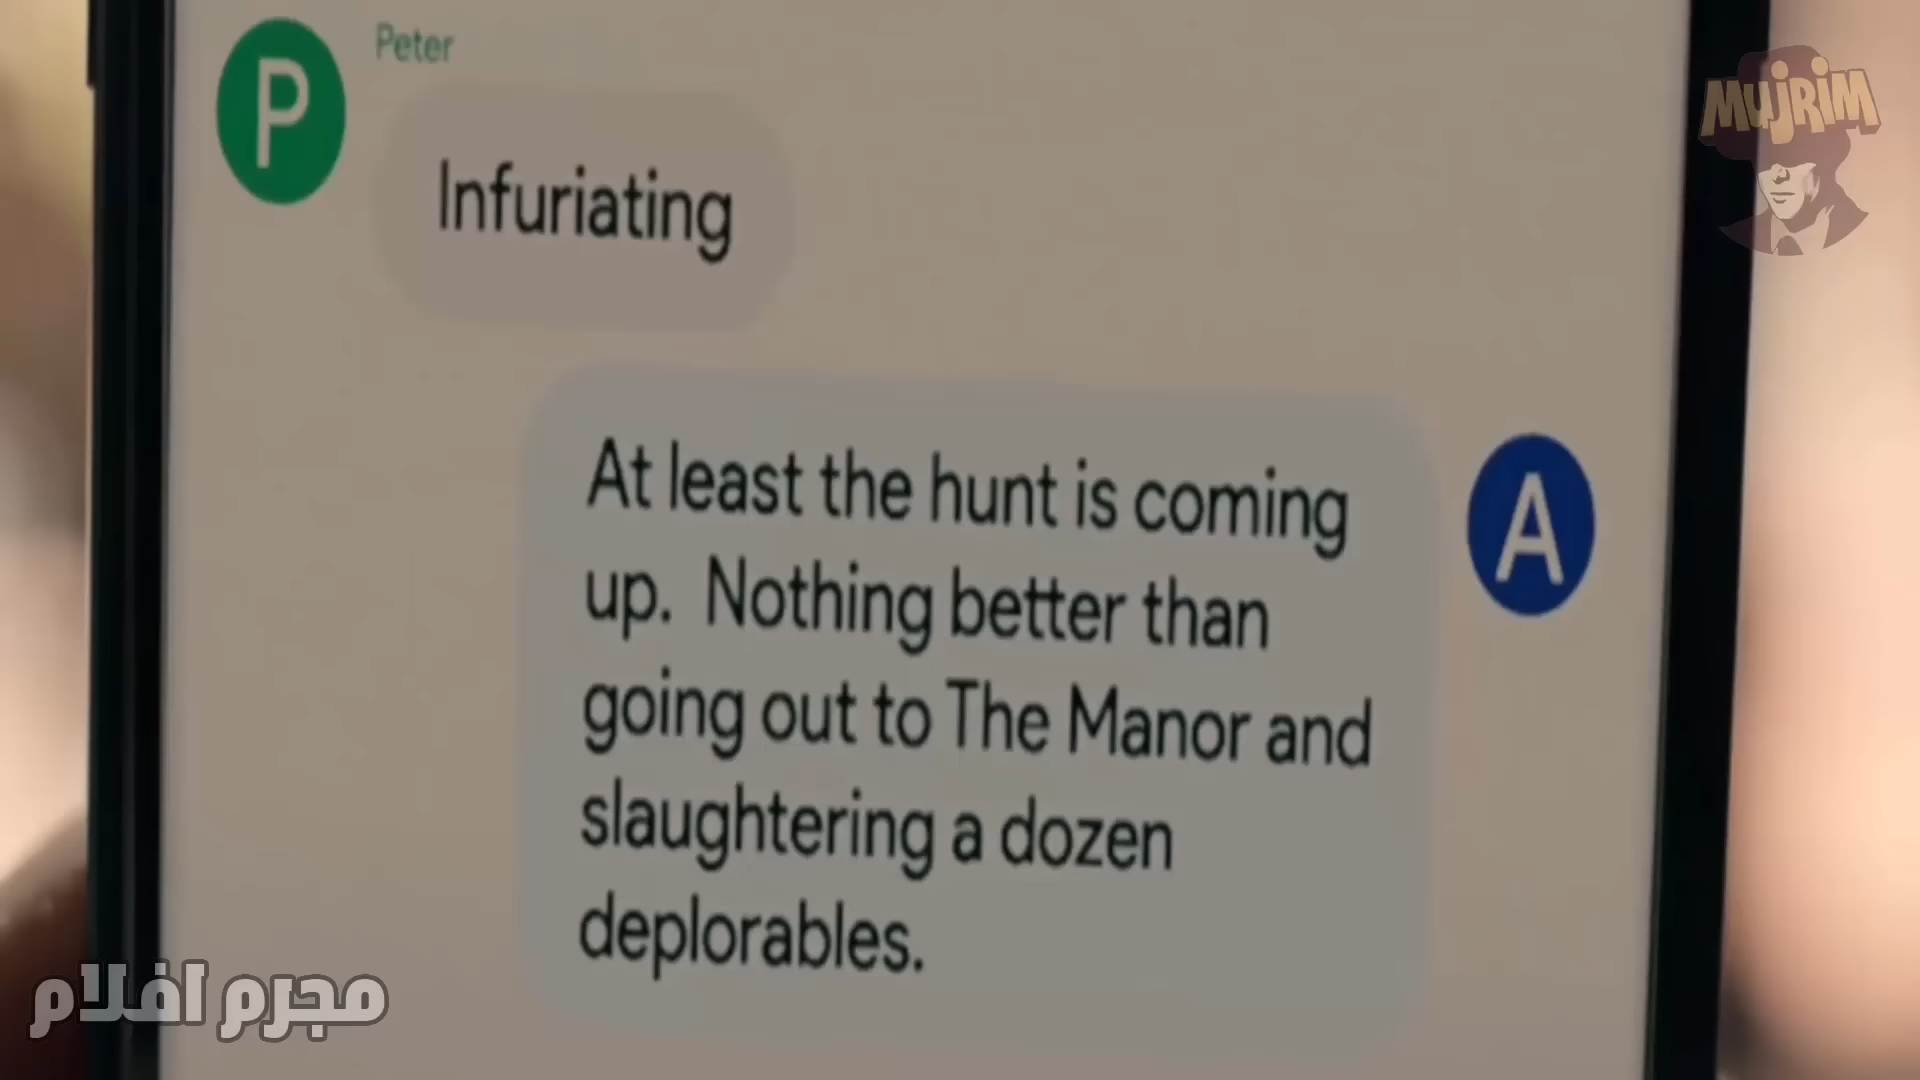 P
Peter
MUJRIM
Infuriating
At least the hunt is coming
up. Nothing better than
going out to The Manor and
slaughtering a dozen
deplorables.
A
مجرم افلام